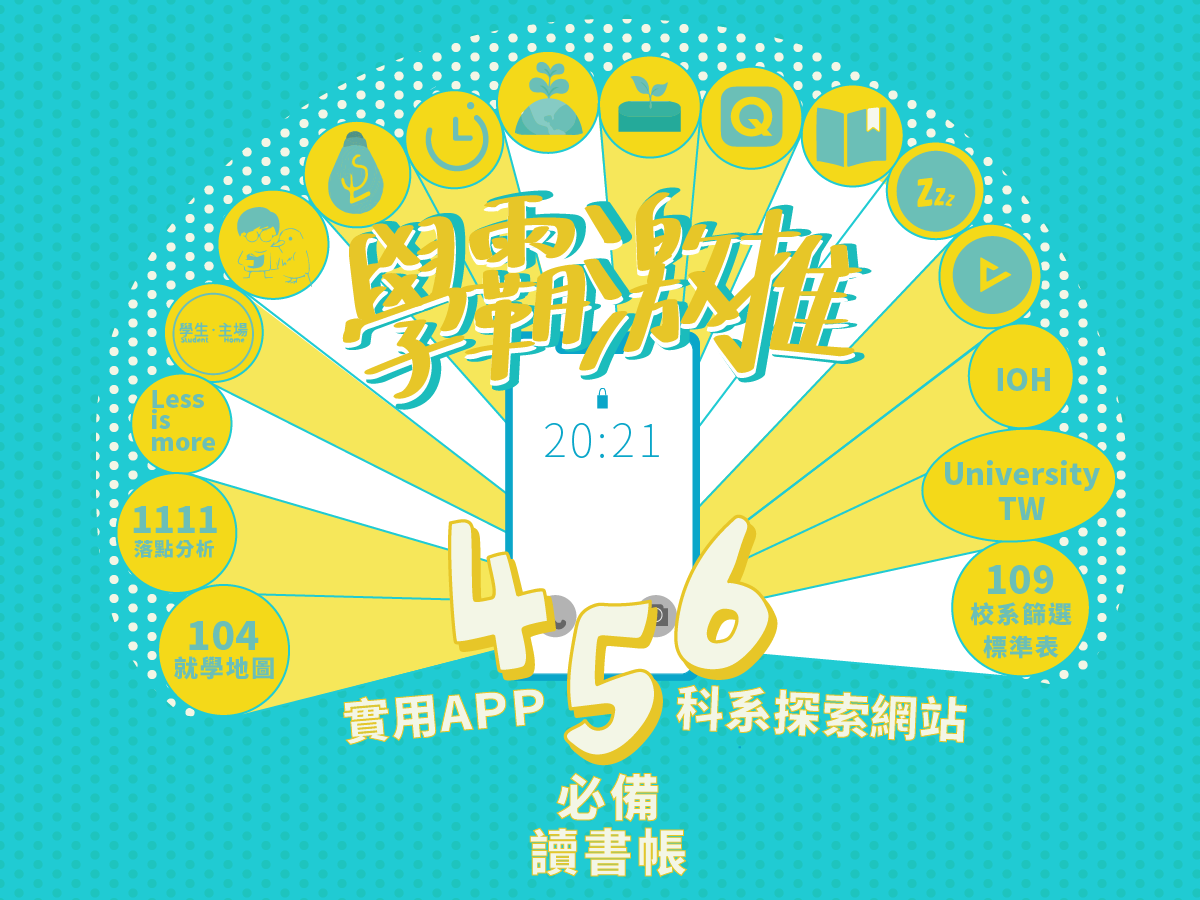 Q
zzz
學霸激推
學生·主場
Student Home
Less
is
more
IOH
20:21
University
TW
1111
落點分析
109
校系篩選
標準表
104
就學地圖
4
5
6
實用APP
科系探索網站
必備
讀書帳